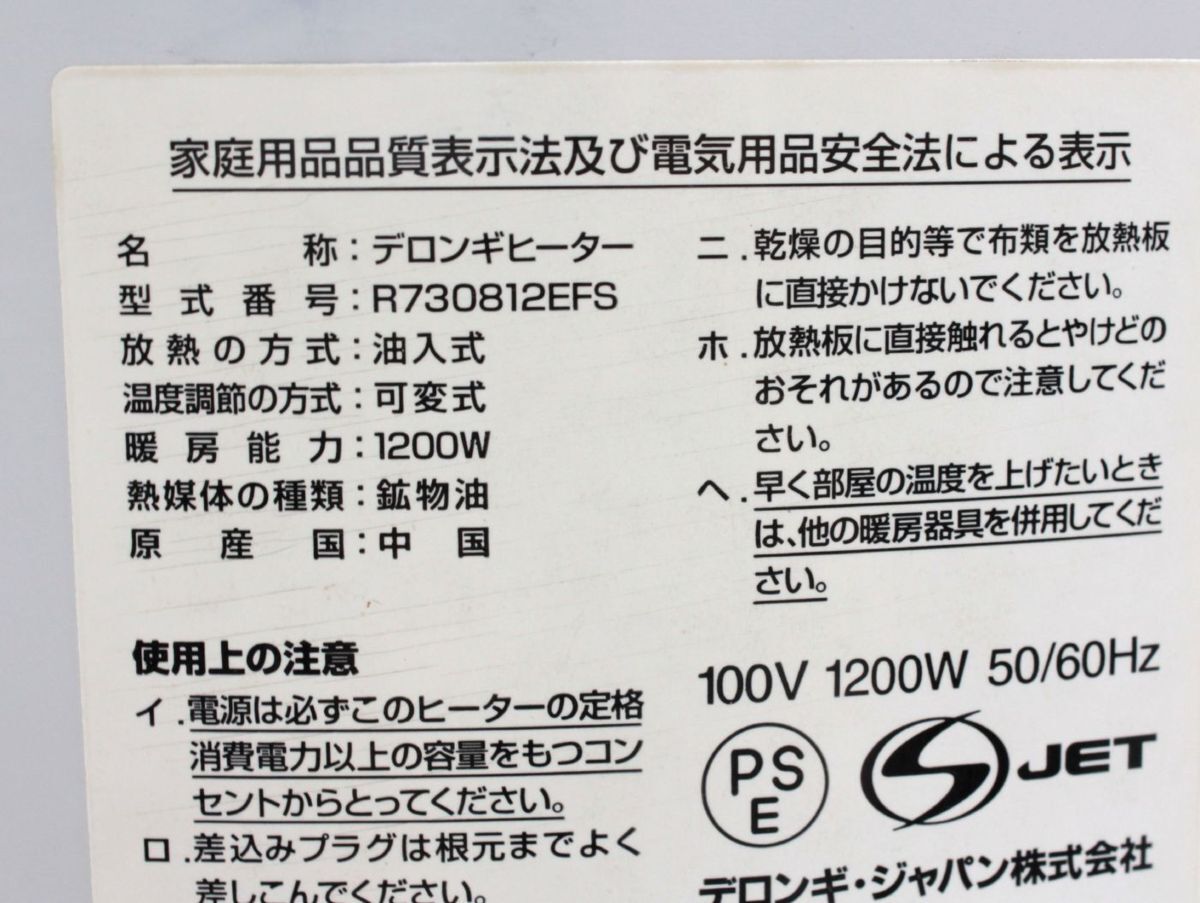 家庭用品品質表示法及び電気用品安全法による表示
名称：デロンギヒーター
型式番号：R730812EFS
放熱の方式：油入式
温度調節の方式：可変式
暖房能力：1200W
熱媒体の種類：鉱物油
原産国：中国
使用上の注意
イ．電源は必ずこのヒーターの定格
消費電力以上の容量をもつコン
セントからとってください。
ロ．差込みプラグは根元までよく
差しこんでください。
ニ．乾燥の目的等で布類を放熱板
に直接かけないでください。
ホ．放熱板に直接触れるとやけどの
おそれがあるので注意してくだ
さい。
ヘ．早く部屋の温度を上げたいとき
は、他の暖房器具を併用してくだ
さい。
100V 1200W 50/60Hz
PS
E
JET
デロンギ・ジャパン株式会社